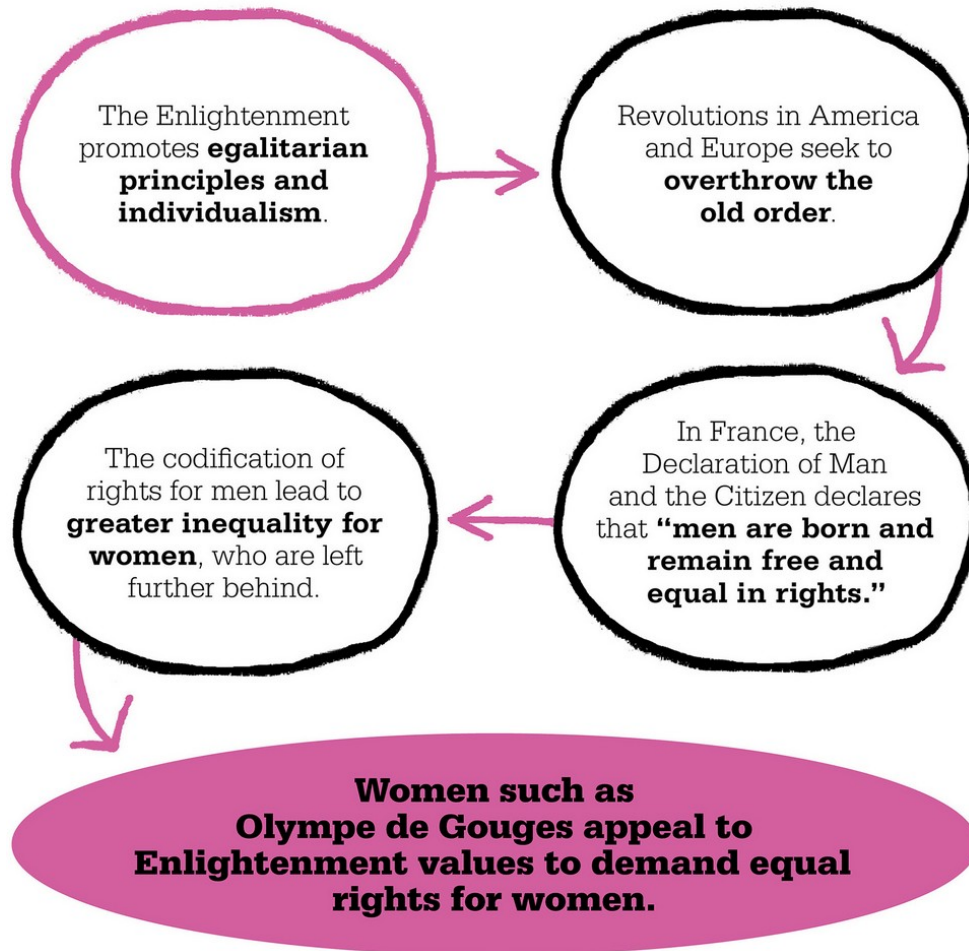 The Enlightenment
promotes egalitarian
principles and
individualism.
Revolutions in America
and Europe seek to
overthrow the
old order.
In France, the
Declaration of Man
and the Citizen declares
that “men are born and
remain free and
equal in rights.”
The codification of
rights for men lead to
greater inequality for
women, who are left
further behind.
Women such as
Olympe de Gouges appeal to
Enlightenment values to demand equal
rights for women.